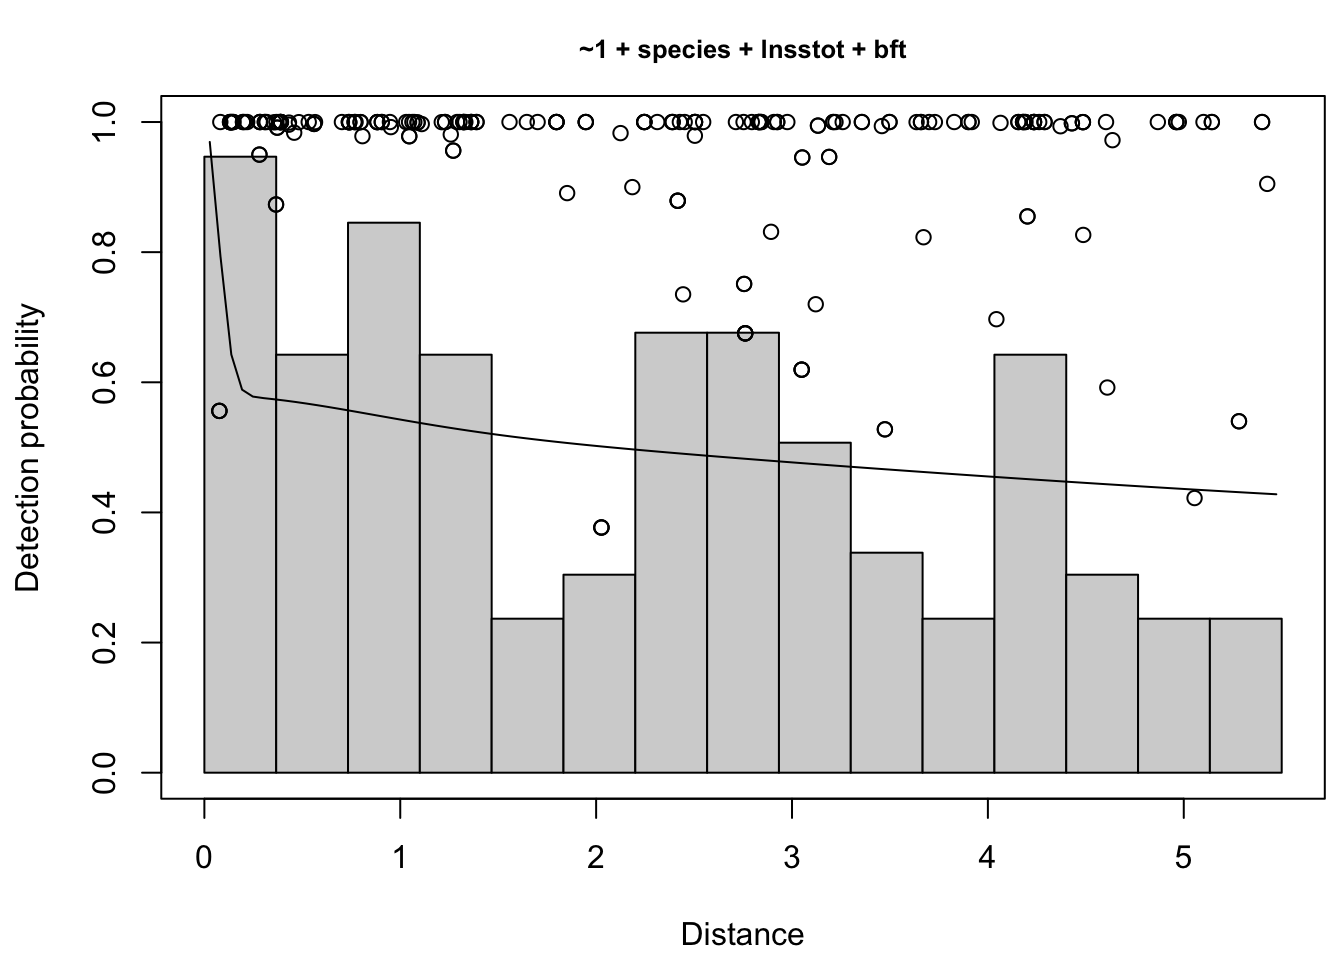 ~1 + species + lnsstot + bft
1.0
0.8
0.6
0.4
0.2
0.0
Detection probability
0 1 2 3 4 5
Distance